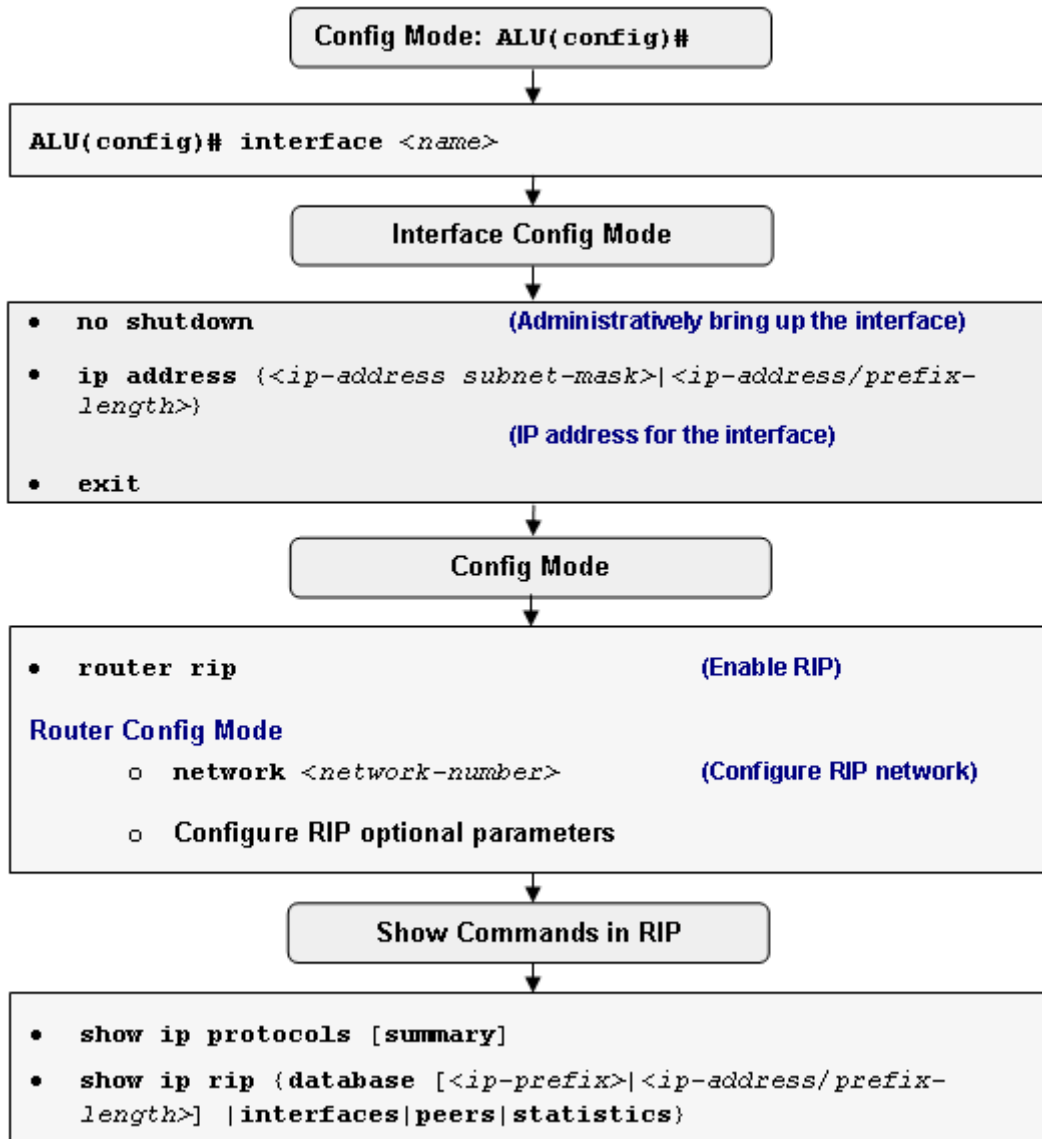 Config Mode: ALU(config)#
ALU(config)# interface <name>
Interface Config Mode
• no shutdown (Administratively bring up the interface)
• ip address {<ip-address subnet-mask>|<ip-address/prefix-
length>}
(IP address for the interface)
• exit
Config Mode
• router rip (Enable RIP)
Router Config Mode
o network <network-number> (Configure RIP network)
o Configure RIP optional parameters
Show Commands in RIP
• show ip protocols [summary]
• show ip rip {database [<ip-prefix>|<ip-address/prefix-
length>] |interfaces|peers|statistics}